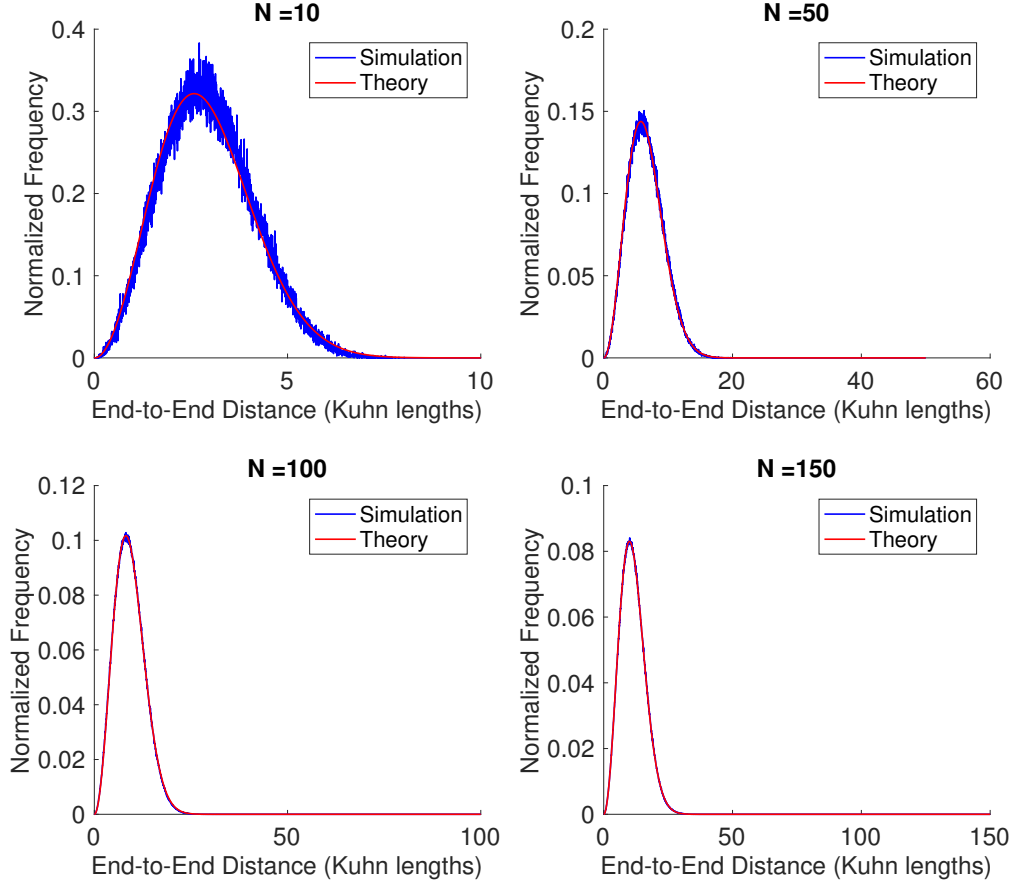 N =10
0.4
0.3
0.2
0.1
0
Normalized Frequency
Simulation
Theory
0
5
10
End-to-End Distance (Kuhn lengths)
N =50
0.2
0.15
0.1
0.05
0
Normalized Frequency
Simulation
Theory
0
20
40
60
End-to-End Distance (Kuhn lengths)
N =100
0.12
0.1
0.08
0.06
0.04
0.02
0
Normalized Frequency
Simulation
Theory
0
50
100
End-to-End Distance (Kuhn lengths)
N =150
0.1
0.08
0.06
0.04
0.02
0
Normalized Frequency
Simulation
Theory
0
50
100
150
End-to-End Distance (Kuhn lengths)